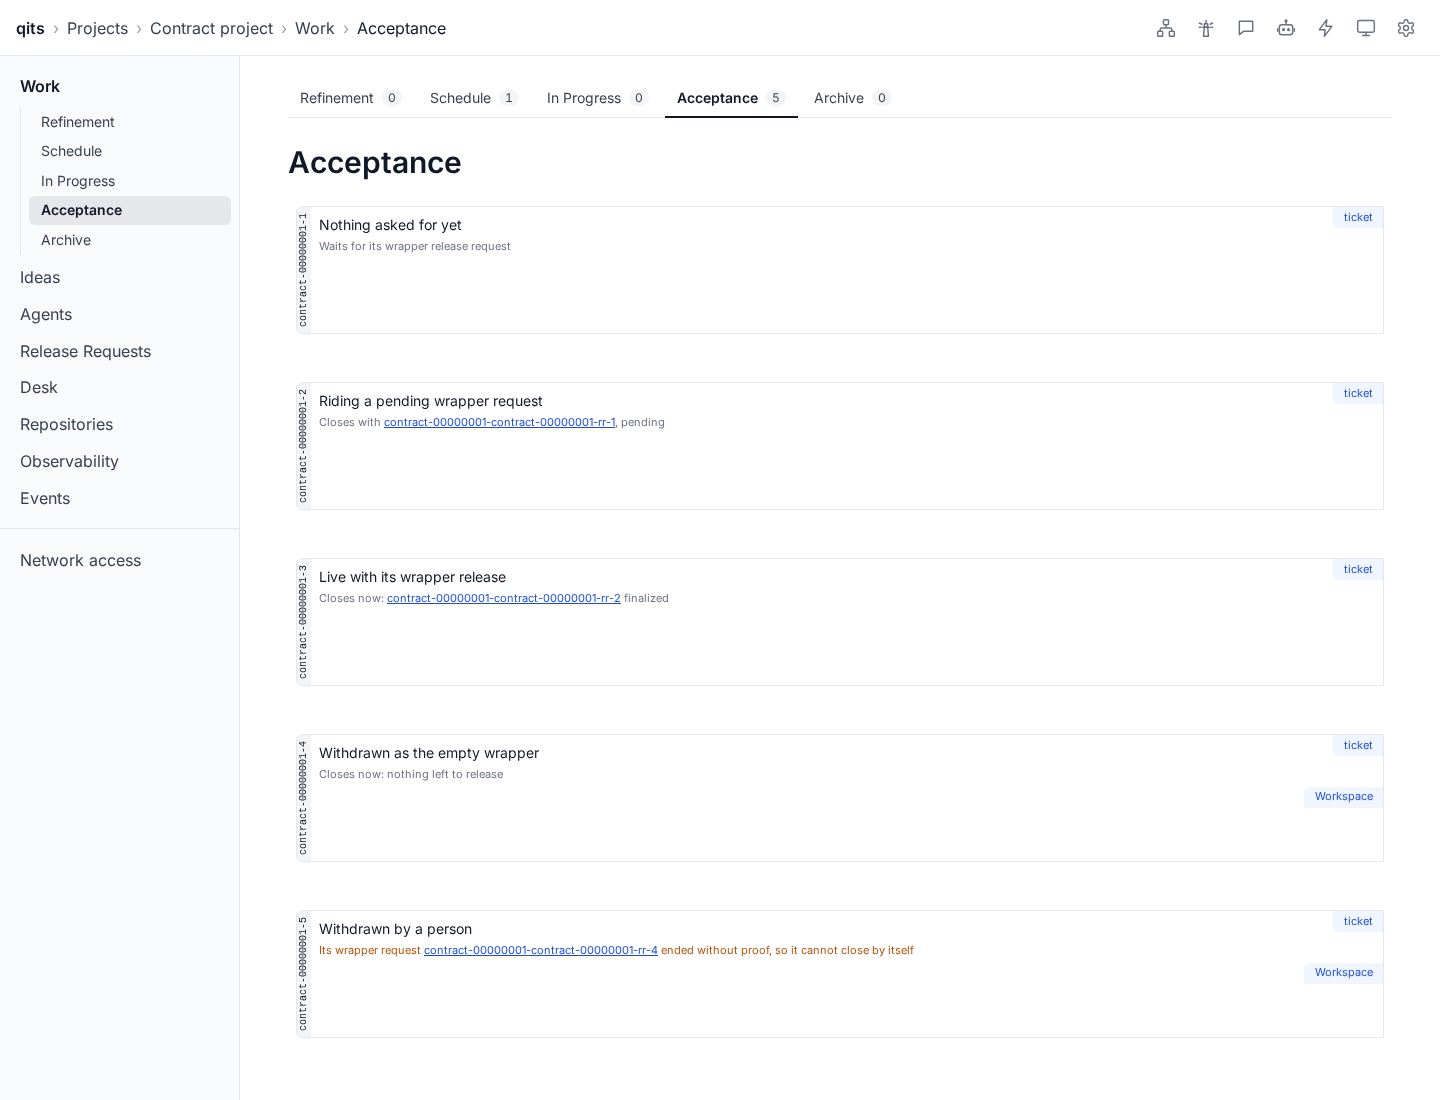 qits › Projects › Contract project › Work › Acceptance
Work
Refinement
Schedule
In Progress
Acceptance
Archive
Ideas
Agents
Release Requests
Desk
Repositories
Observability
Events
Network access
Refinement 0 Schedule 1 In Progress 0 Acceptance 5 Archive 0
Acceptance
contract-00000001-1
Nothing asked for yet
ticket
Waits for its wrapper release request
contract-00000001-2
Riding a pending wrapper request
ticket
Closes with contract-00000001-contract-00000001-rr-1, pending
contract-00000001-3
Live with its wrapper release
ticket
Closes now: contract-00000001-contract-00000001-rr-2 finalized
contract-00000001-4
Withdrawn as the empty wrapper
ticket
Closes now: nothing left to release
Workspace
contract-00000001-5
Withdrawn by a person
ticket
Its wrapper request contract-00000001-contract-00000001-rr-4 ended without proof, so it cannot close by itself
Workspace